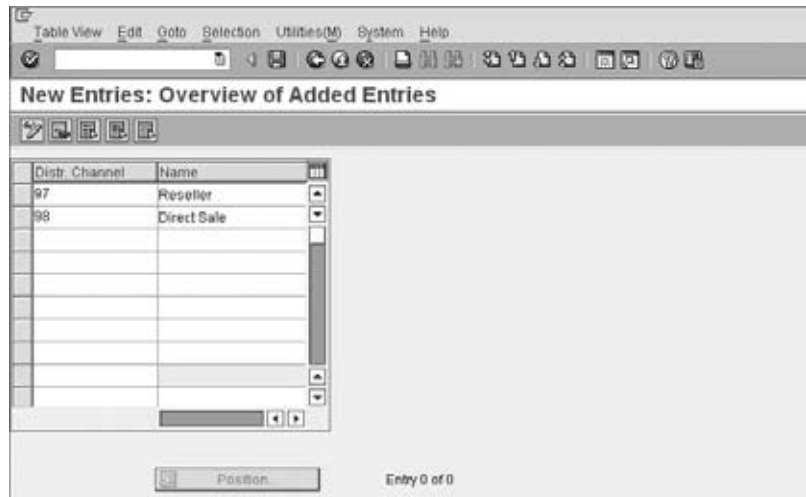 Table View Edit Goto Selection Utilities(M) System Help
New Entries: Overview of Added Entries
Distr. Channel Name
97 Reseller
98 Direct Sale
Position...
Entry 0 of 0